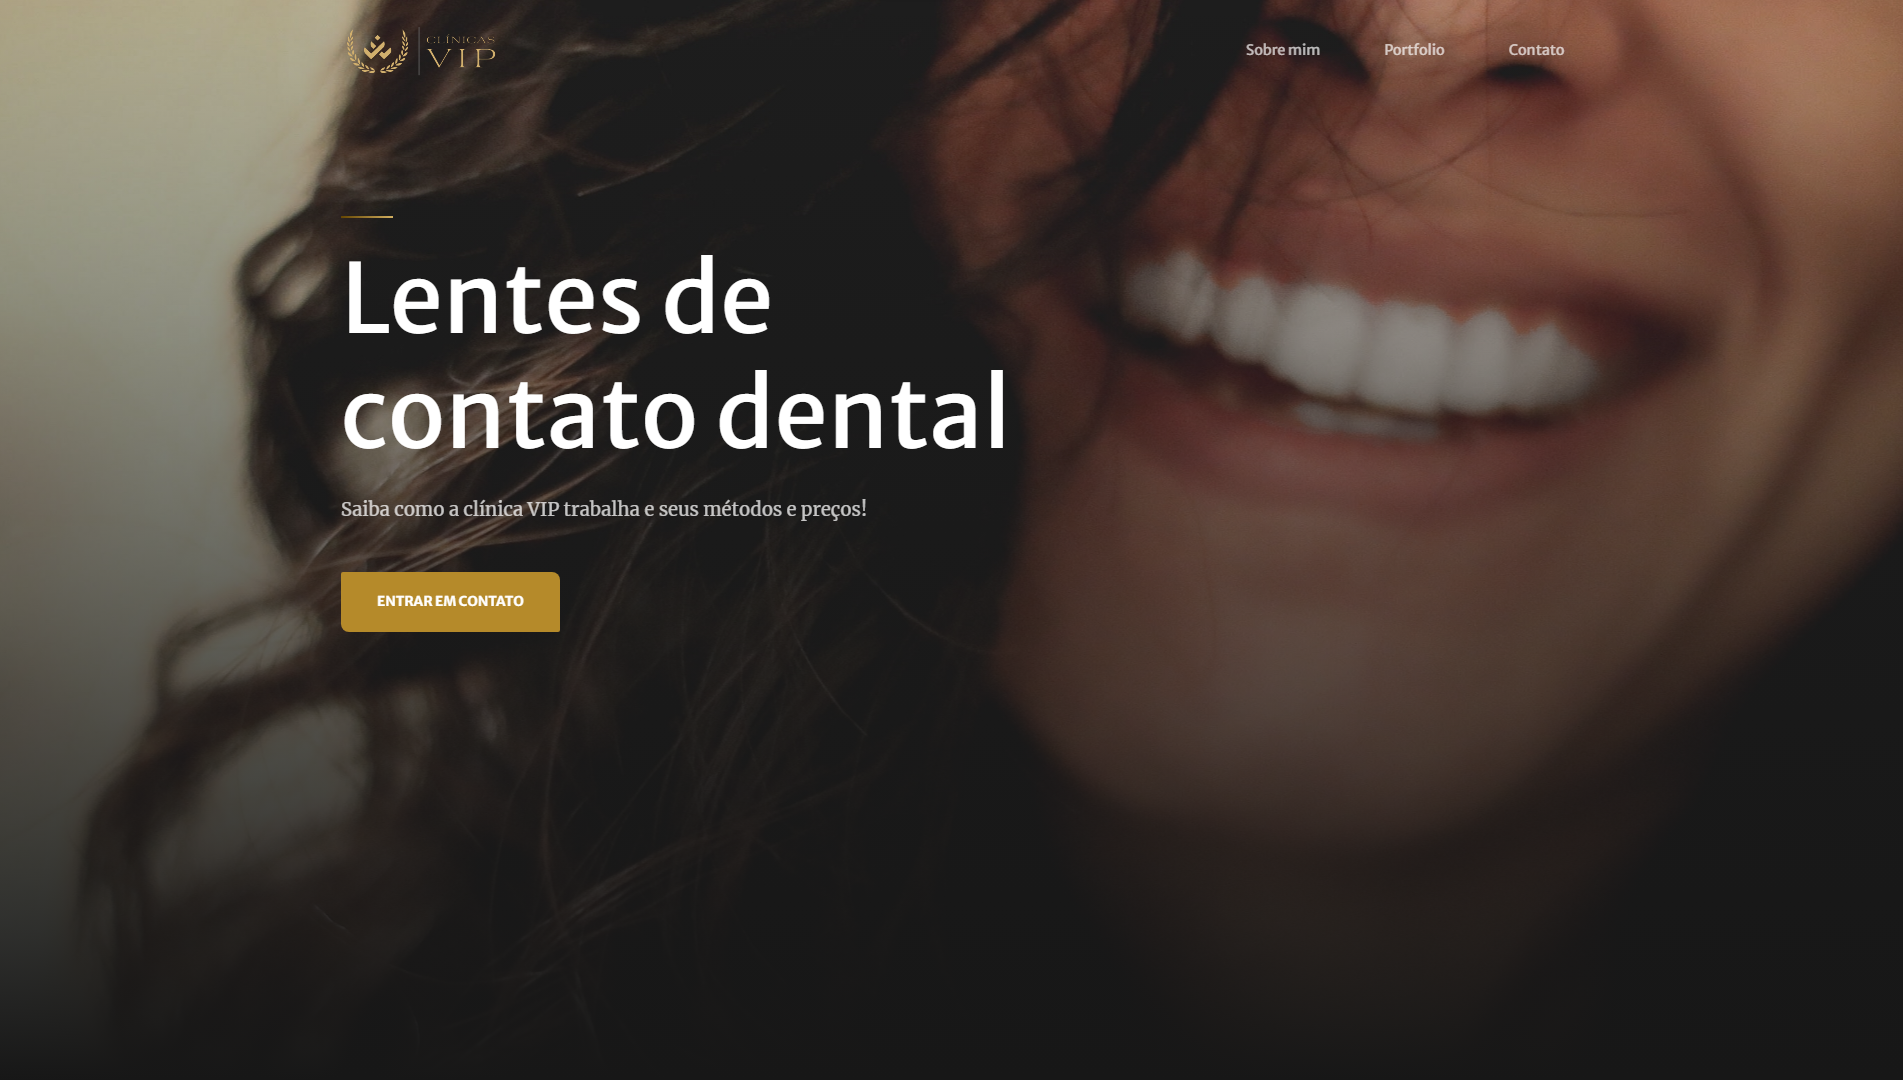 CLÍNICAS
VIP
Sobre mim
Portfolio
Contato
Lentes de
contato dental
Saiba como a clínica VIP trabalha e seus métodos e preços!
ENTRAR EM CONTATO